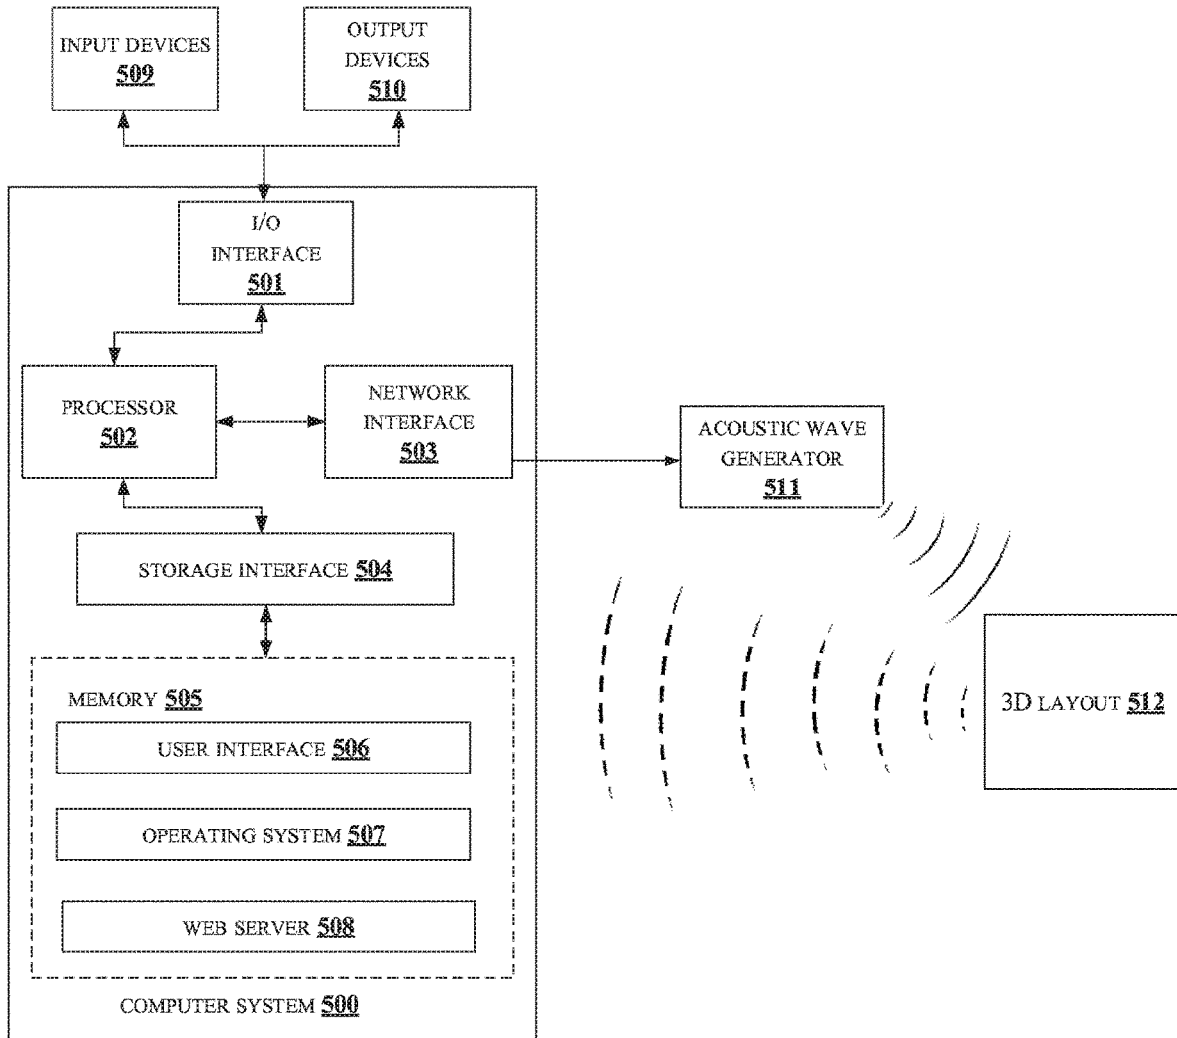 INPUT DEVICES
509
OUTPUT
DEVICES
510
I/O
INTERFACE
501
PROCESSOR
502
NETWORK
INTERFACE
503
ACOUSTIC WAVE
GENERATOR
511
STORAGE INTERFACE 504
3D LAYOUT 512
MEMORY 505
USER INTERFACE 506
OPERATING SYSTEM 507
WEB SERVER 508
COMPUTER SYSTEM 500